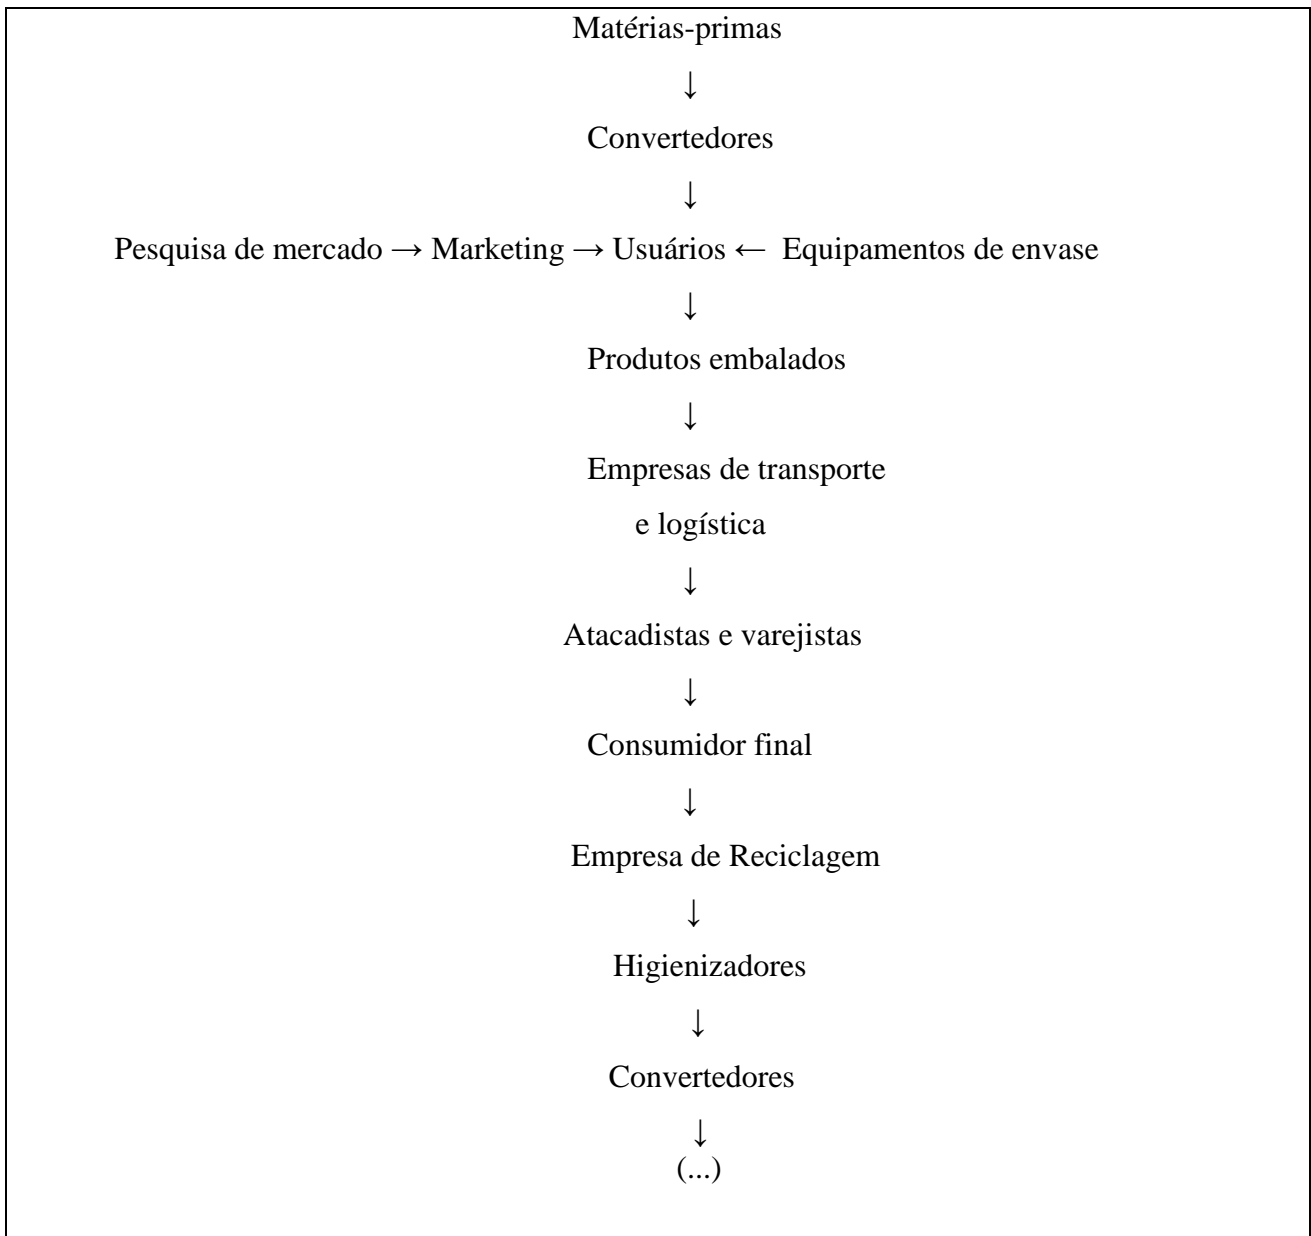 Matérias-primas
↓
Convertedores
↓
Pesquisa de mercado → Marketing → Usuários ← Equipamentos de envase
↓
Produtos embalados
↓
Empresas de transporte
e logística
↓
Atacadistas e varejistas
↓
Consumidor final
↓
Empresa de Reciclagem
↓
Higienizadores
↓
Convertedores
↓
(...)